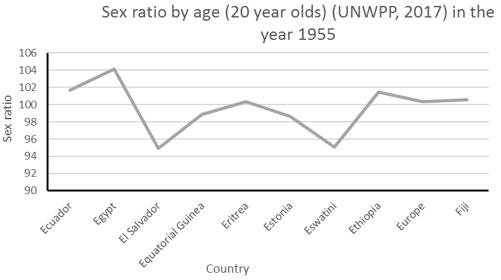 Sex ratio by age (20 year olds) (UNWPP, 2017) in the
year 1955
106
104
102
100
98
96
94
92
90
Sex ratio
Ecuador
Egypt
El Salvador
Equatorial Guinea
Eritrea
Estonia
Eswatini
Ethiopia
Europe
Fiji
Country